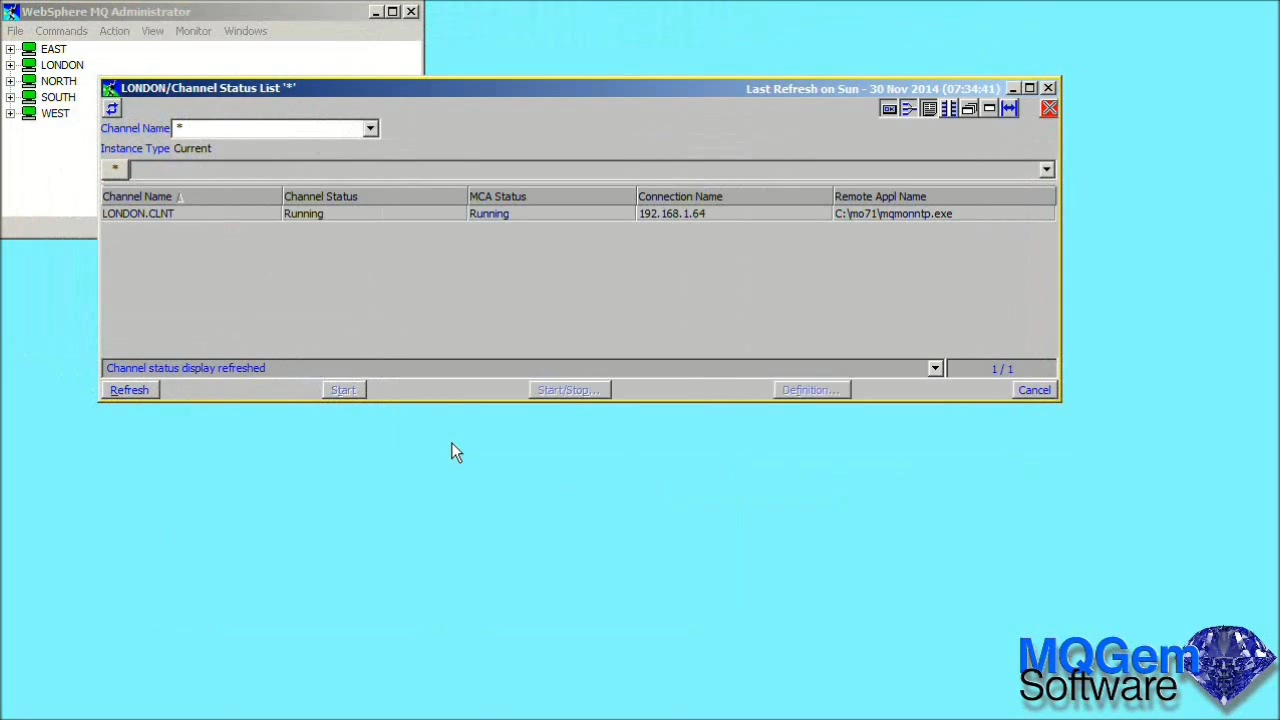 WebSphere MQ Administrator
File Commands Action View Monitor Windows
EAST
LONDON
NORTH
SOUTH
WEST
LONDON/Channel Status List '*'
Last Refresh on Sun - 30 Nov 2014 (07:34:41)
OK
Channel Name *
Instance Type Current
*
Channel Name Channel Status MCA Status Connection Name Remote Appl Name
LONDON.CLNT Running Running 192.168.1.64 C:\mo71\mqmonntp.exe
Channel status display refreshed 1 / 1
Refresh Start Start/Stop... Definition... Cancel
MQGem
Software